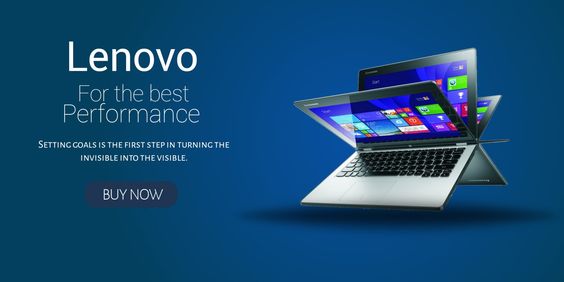 Lenovo
For the best
Performance
Setting goals is the first step in turning the
invisible into the visible.
BUY NOW
Start